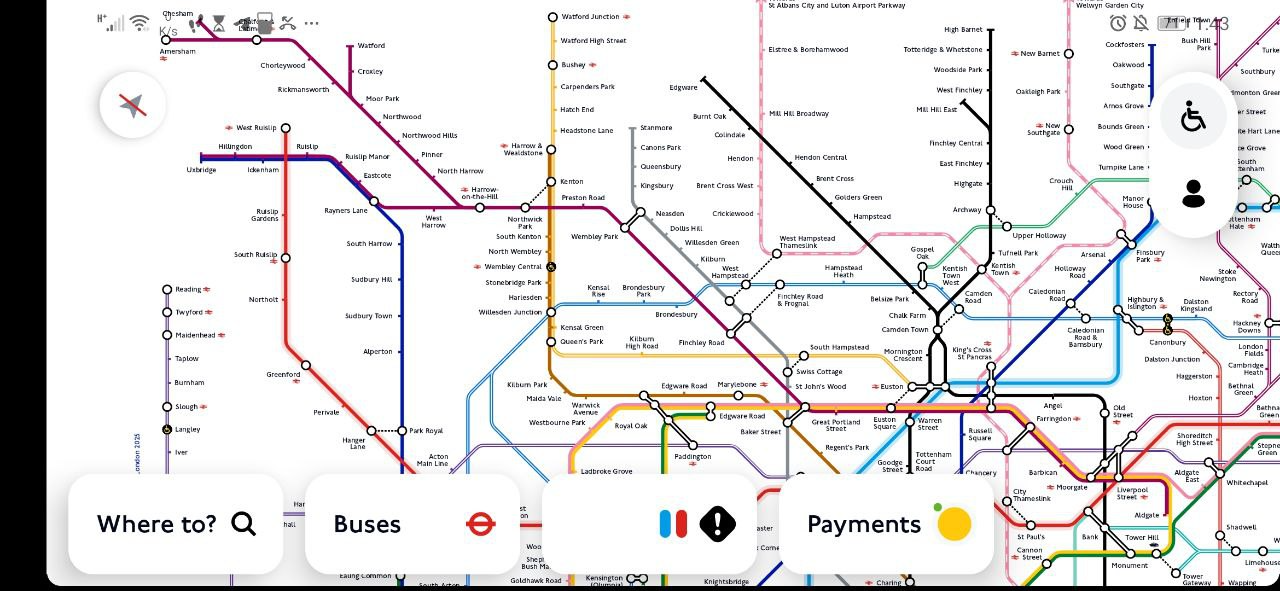 St Albans City and Luton Airport Parkway
Welwyn Garden City
Chesham
71
K/s
Watford Junction
Amersham
Watford
Watford High Street
High Barnet
Cockfosters
Bush Hill
Park
Chorleywood
Croxley
Bushey
Elstree & Borehamwood
Totteridge & Whetstone
New Barnet
Oakwood
Southbury
Rickmansworth
Moor Park
Carpenders Park
Edgware
Woodside Park
Oakleigh Park
Southgate
Northwood
Hatch End
Burnt Oak
Mill Hill Broadway
West Finchley
Mill Hill East
Arnos Grove
West Ruislip
Northwood Hills
Headstone Lane
Stanmore
Colindale
New
Southgate
Bounds Green
Hillingdon
Ruislip
Ruislip Manor
Pinner
Harrow &
Wealdstone
Canons Park
Hendon
Hendon Central
Finchley Central
Wood Green
Uxbridge
Ickenham
Eastcote
North Harrow
Queensbury
Brent Cross
East Finchley
Turnpike Lane
Kenton
Kingsbury
Brent Cross West
Golders Green
Highgate
Crouch
Hill
Harrow-
on-the-Hill
Preston Road
Manor
House
Rayners Lane
West
Harrow
Northwick
Park
Neasden
Cricklewood
Hampstead
Archway
Ruislip
Gardens
South Kenton
Wembley Park
Dollis Hill
Upper Holloway
South Harrow
North Wembley
Willesden Green
West Hampstead
Thameslink
Gospel
Oak
Tufnell Park
Arsenal
Finsbury
Park
South Ruislip
Wembley Central
Kilburn
Hampstead
Heath
Kentish
Town
West
Kentish
Town
Holloway
Road
Stoke
Newington
Sudbury Hill
Stonebridge Park
West
Hampstead
Reading
Kensal
Rise
Brondesbury
Park
Finchley Road
& Frognal
Belsize Park
Camden
Road
Caledonian
Road
Highbury &
Islington
Dalston
Kingsland
Rectory
Road
Northolt
Harlesden
Twyford
Sudbury Town
Willesden Junction
Brondesbury
Chalk Farm
Camden Town
Caledonian
Road &
Barnsbury
Canonbury
Hackney
Downs
Maidenhead
Kensal Green
Queen's Park
Kilburn
High Road
Finchley Road
South Hampstead
Mornington
Crescent
King's Cross
St Pancras
London
Fields
Taplow
Alperton
Swiss Cottage
Dalston Junction
Cambridge
Heath
Greenford
Haggerston
Burnham
Kilburn Park
Edgware Road
Marylebone
St John's Wood
Euston
Bethnal
Green
Maida Vale
Hoxton
Slough
Perivale
Warwick
Avenue
Edgware Road
Great Portland
Street
Euston
Square
Warren
Street
Angel
Old
Street
Farringdon
Langley
Hanger
Lane
Park Royal
Westbourne Park
Royal Oak
Baker Street
Russell
Square
Shoreditch
High Street
Iver
Acton
Main Line
Paddington
Regent's Park
Tottenham
Court
Road
Goodge
Street
Ladbroke Grove
Chancery
Barbican
Moorgate
Liverpool
Street
Aldgate
East
Whitechapel
City
Thameslink
Aldgate
Where to?
Buses
Payments
St Paul's
Bank
Tower Hill
Shadwell
Cannon
Street
Monument
Tower
Gateway
Wapping
Ealing Common
South Acton
Goldhawk Road
Kensington
(Olympia)
Knightsbridge
Charing